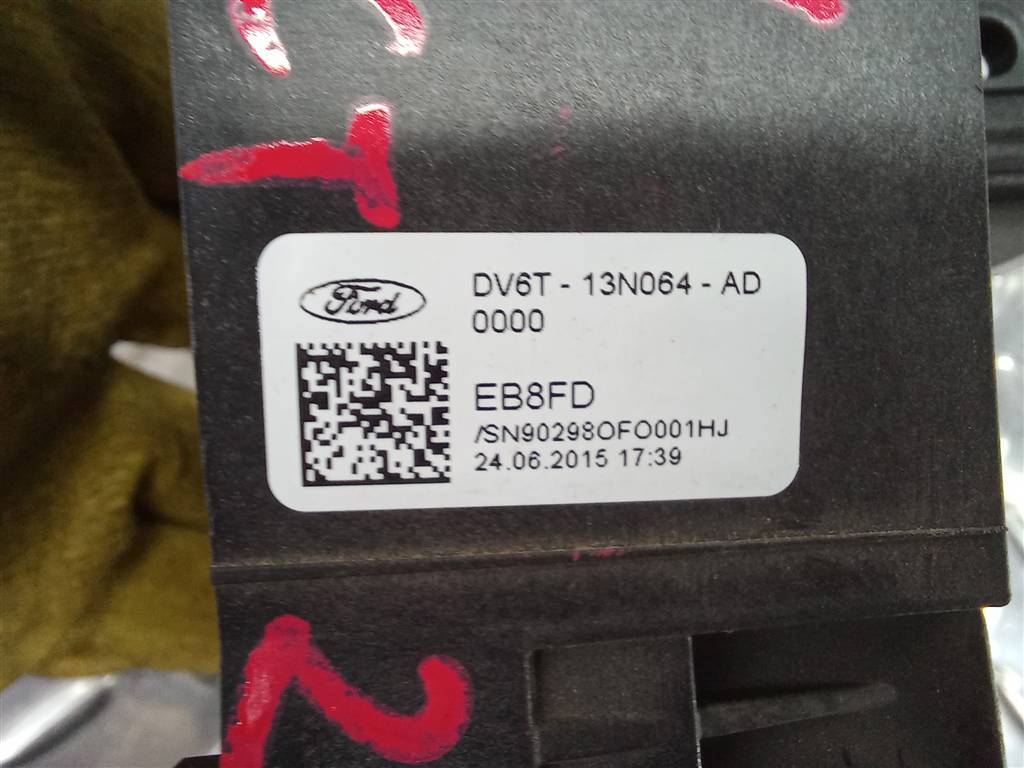 Ford
DV6T - 13N064 - AD
0000
EB8FD
/SN90298OFO001HJ
24.06.2015 17:39